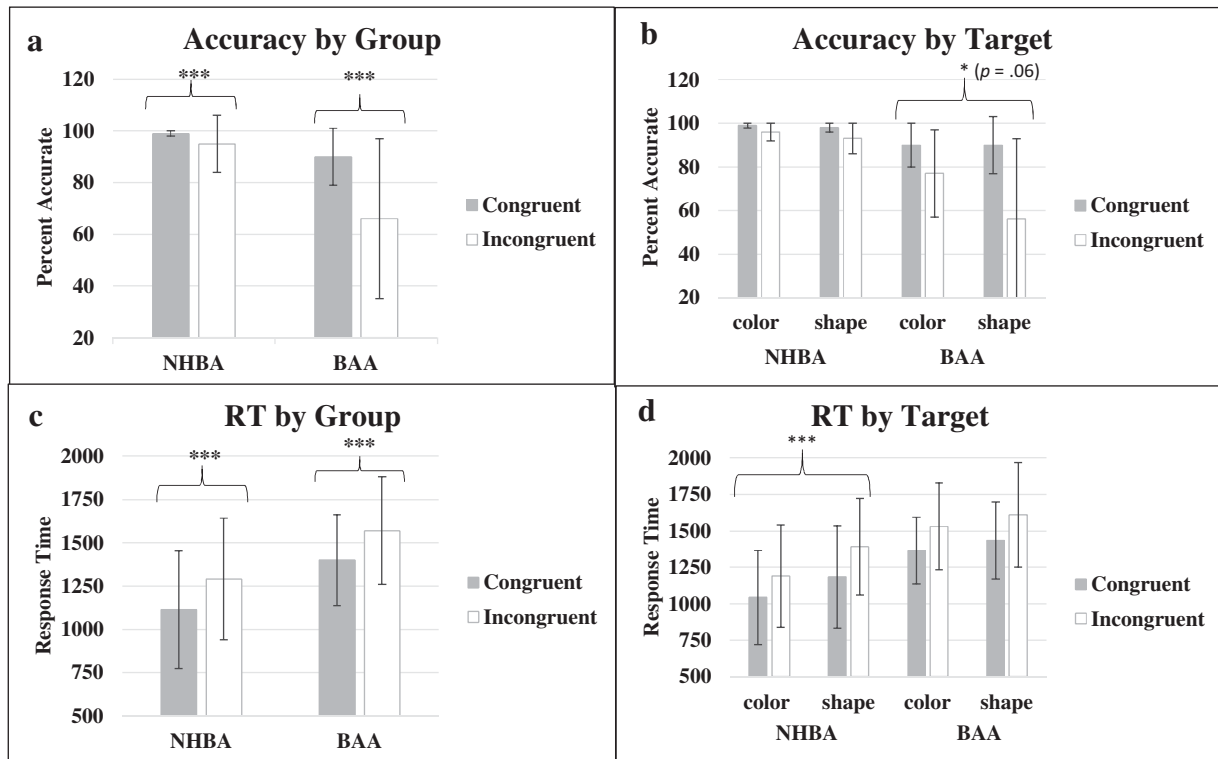 a
Accuracy by Group
***
***
120
100
80
60
40
20
Percent Accurate
NHBA
BAA
Congruent
Incongruent
b
Accuracy by Target
* (p = .06)
120
100
80
60
40
20
Percent Accurate
color
shape
color
shape
NHBA
BAA
Congruent
Incongruent
c
RT by Group
***
***
2000
1750
1500
1250
1000
750
500
Response Time
NHBA
BAA
Congruent
Incongruent
d
RT by Target
***
2000
1750
1500
1250
1000
750
500
Response Time
color
shape
color
shape
NHBA
BAA
Congruent
Incongruent